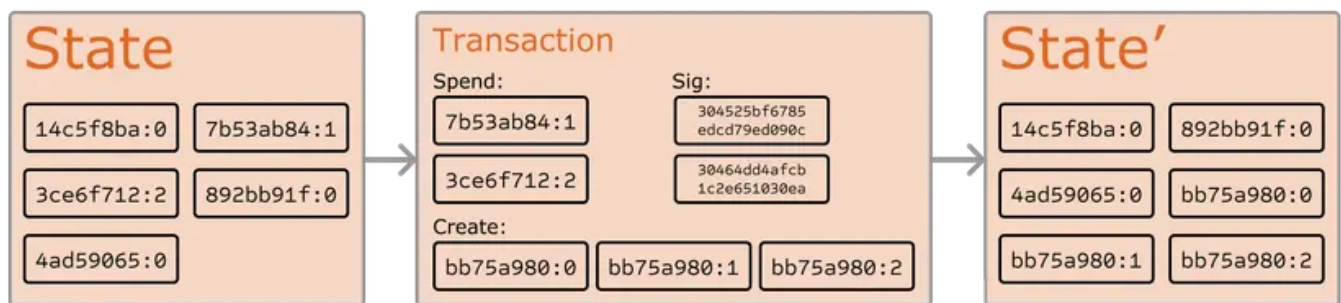 State
14c5f8ba:0 7b53ab84:1
3ce6f712:2 892bb91f:0
4ad59065:0
Transaction
Spend: Sig:
7b53ab84:1 304525bf6785
edcd79ed090c
3ce6f712:2 30464dd4afcb
1c2e651030ea
Create:
bb75a980:0 bb75a980:1 bb75a980:2
State’
14c5f8ba:0 892bb91f:0
4ad59065:0 bb75a980:0
bb75a980:1 bb75a980:2